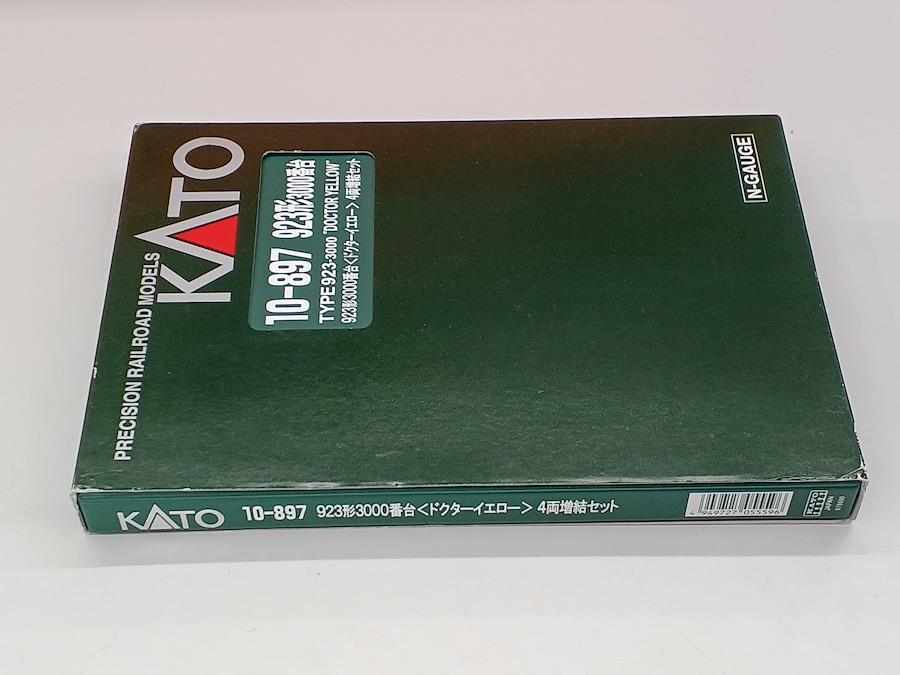 PRECISION RAILROAD MODELS
KATO
10-897 923形3000番台
TYPE 923-3000 "DOCTOR YELLOW"
923形3000番台<ドクターイエロー> 4両増結セット
N-GAUGE
KATO 10-897 923形3000番台<ドクターイエロー> 4両増結セット
4 949727 055596
KATO
JAPAN